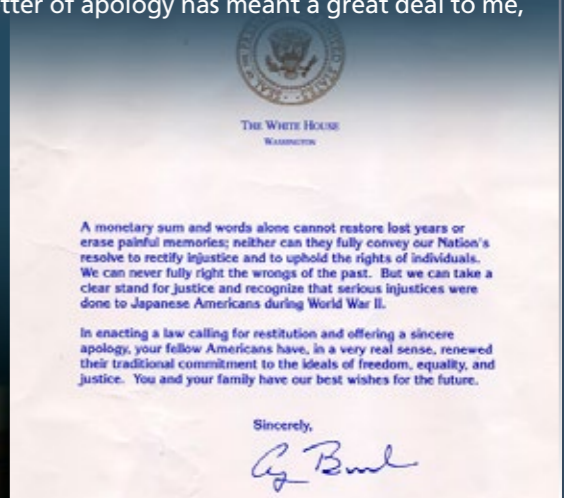 tter of apology has meant a great deal to me,
THE WHITE HOUSE
WASHINGTON
A monetary sum and words alone cannot restore lost years or
erase painful memories; neither can they fully convey our Nation's
resolve to rectify injustice and to uphold the rights of individuals.
We can never fully right the wrongs of the past. But we can take a
clear stand for justice and recognize that serious injustices were
done to Japanese Americans during World War II.
In enacting a law calling for restitution and offering a sincere
apology, your fellow Americans have, in a very real sense, renewed
their traditional commitment to the ideals of freedom, equality, and
justice. You and your family have our best wishes for the future.
Sincerely,